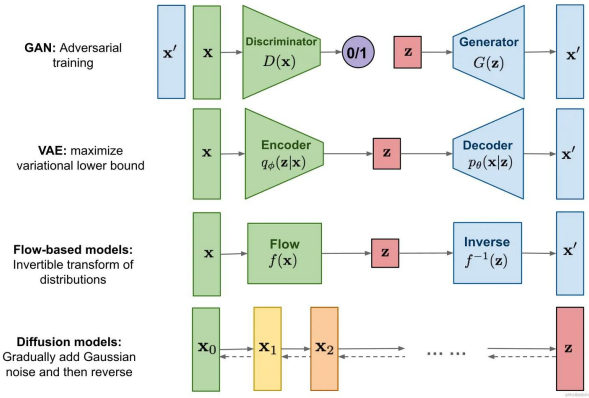 GAN: Adversarial
training
x′
x
Discriminator
D(x)
0/1
z
Generator
G(z)
x′
VAE: maximize
variational lower bound
x
Encoder
qϕ(z|x)
z
Decoder
pθ(x|z)
x′
Flow-based models:
Invertible transform of
distributions
x
Flow
f(x)
z
Inverse
f⁻¹(z)
x′
Diffusion models:
Gradually add Gaussian
noise and then reverse
x₀
x₁
x₂
... ...
z